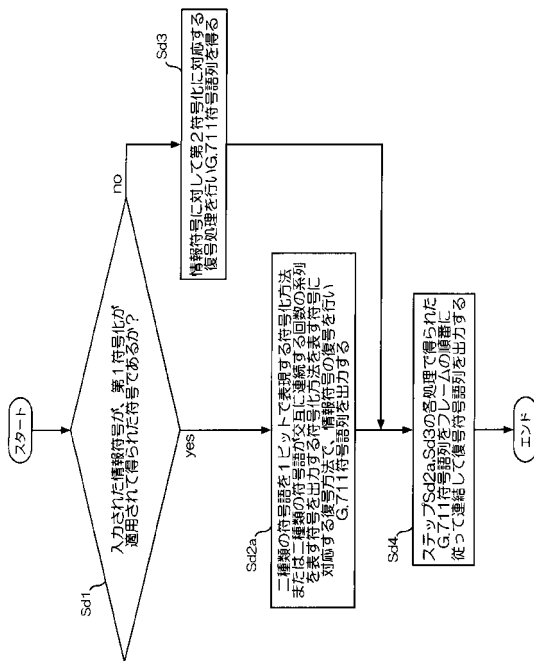 スタート
Sd1
入力された情報符号が、第1符号化が
適用されて得られた符号であるか?
no
yes
Sd3
情報符号に対して第2符号化に対応する
復号処理を行いG.711符号語列を得る
Sd2a
二種類の符号語を1ビットで表現する符号化方法
または二種類の符号語が交互に連続する回数の系列
を表す符号を出力する符号化方法を表す符号に
対応する復号方法で、情報符号の復号を行い
G.711符号語列を出力する
Sd4
ステップSd2a,Sd3の各処理で得られた
G.711符号語列をフレームの順番に
従って連結して復号符号語列を出力する
エンド